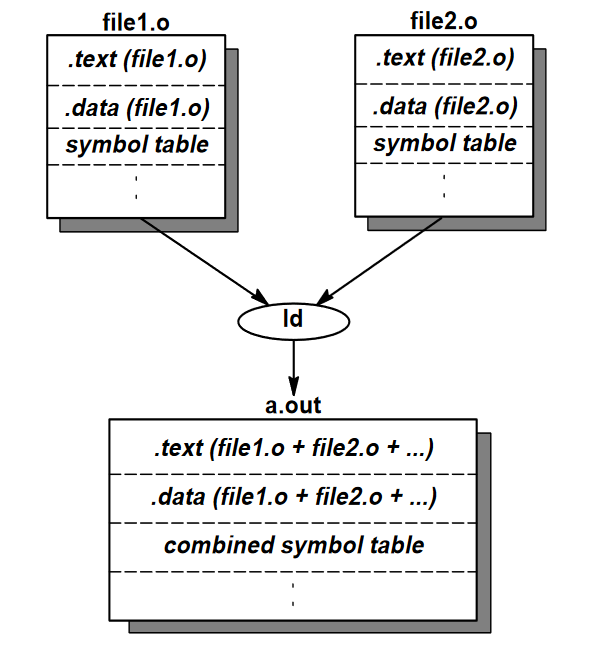 file1.o
.text (file1.o)
.data (file1.o)
symbol table
file2.o
.text (file2.o)
.data (file2.o)
symbol table
ld
a.out
.text (file1.o + file2.o + ...)
.data (file1.o + file2.o + ...)
combined symbol table